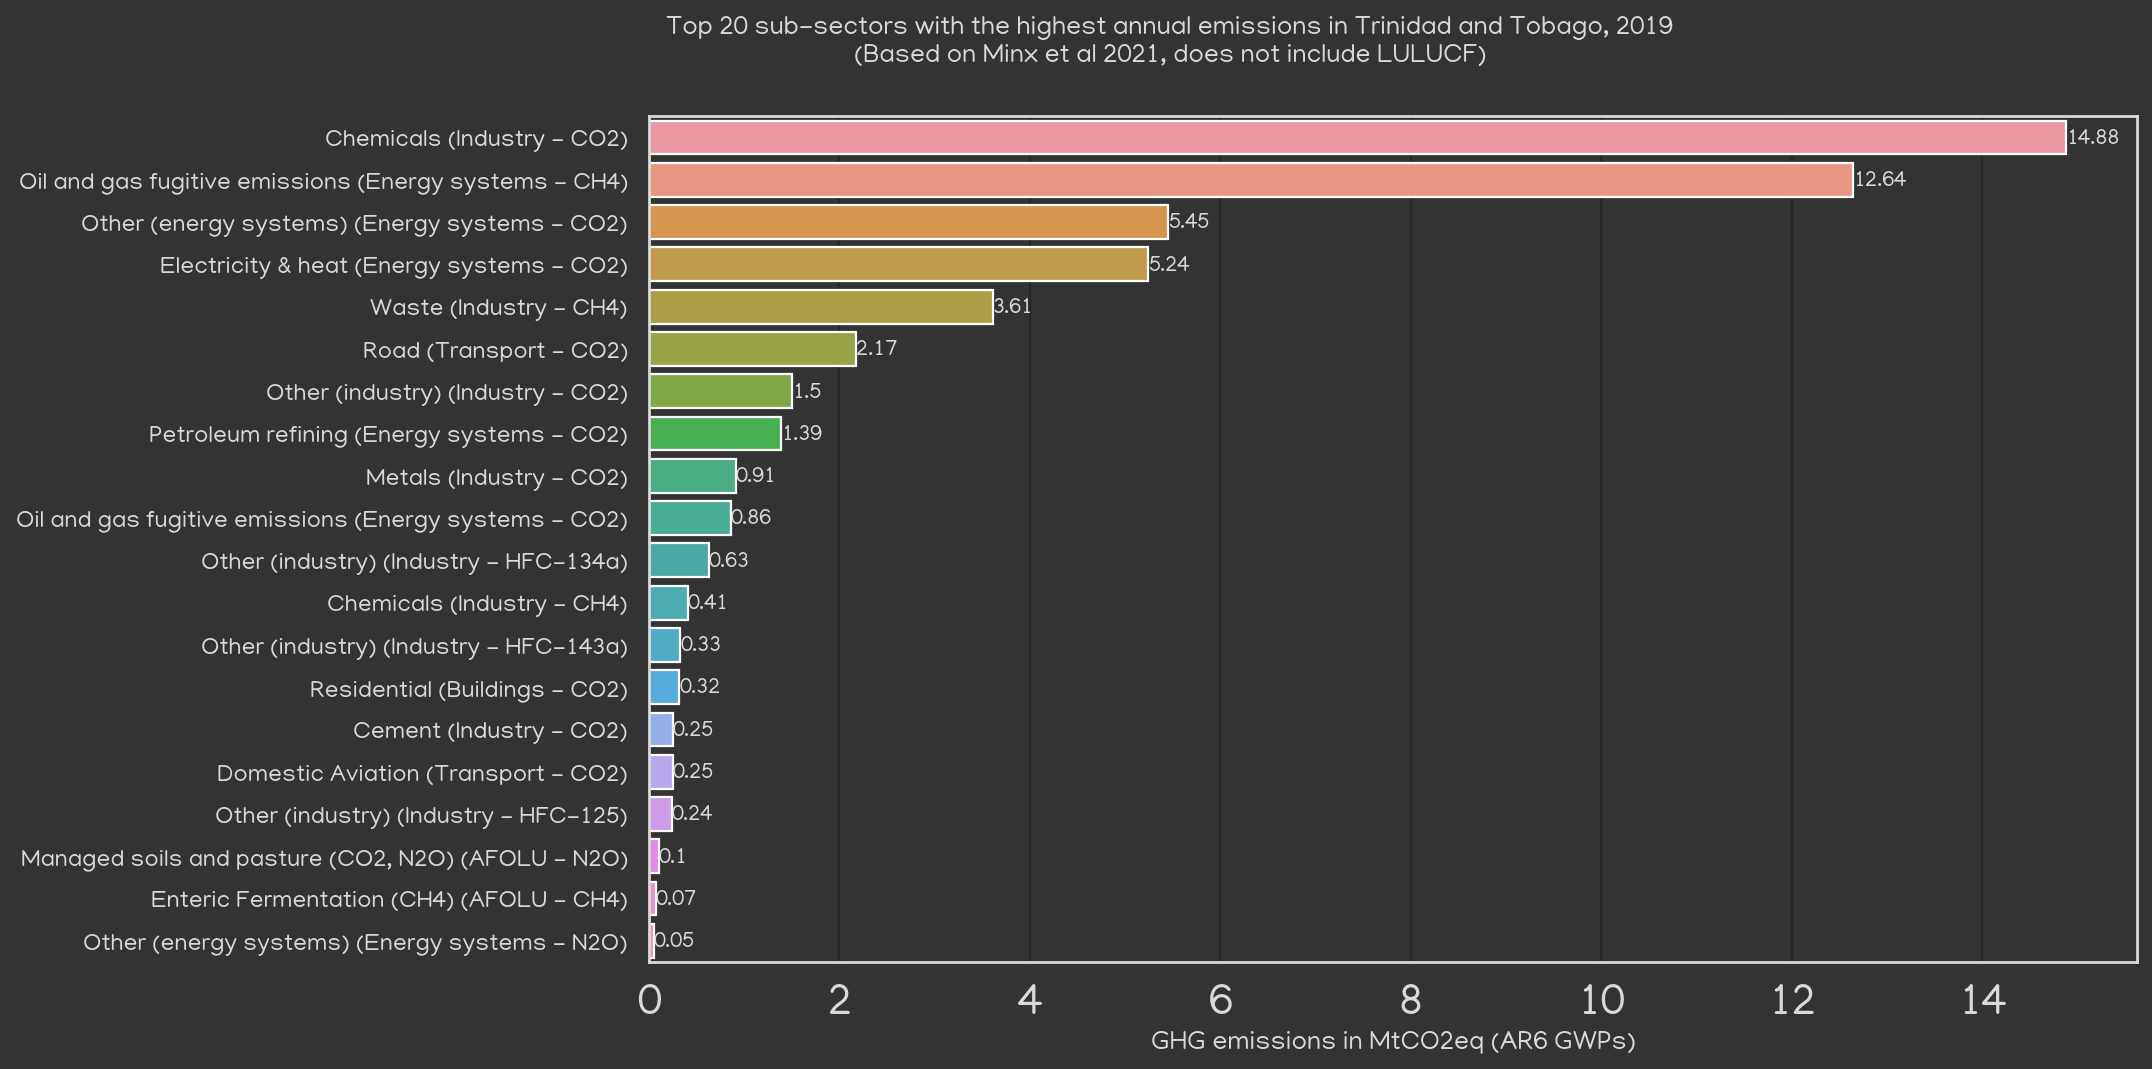 Top 20 sub-sectors with the highest annual emissions in Trinidad and Tobago, 2019
(Based on Minx et al 2021, does not include LULUCF)
Chemicals (Industry - CO2) 14.88
Oil and gas fugitive emissions (Energy systems - CH4) 12.64
Other (energy systems) (Energy systems - CO2) 5.45
Electricity & heat (Energy systems - CO2) 5.24
Waste (Industry - CH4) 3.61
Road (Transport - CO2) 2.17
Other (industry) (Industry - CO2) 1.5
Petroleum refining (Energy systems - CO2) 1.39
Metals (Industry - CO2) 0.91
Oil and gas fugitive emissions (Energy systems - CO2) 0.86
Other (industry) (Industry - HFC-134a) 0.63
Chemicals (Industry - CH4) 0.41
Other (industry) (Industry - HFC-143a) 0.33
Residential (Buildings - CO2) 0.32
Cement (Industry - CO2) 0.25
Domestic Aviation (Transport - CO2) 0.25
Other (industry) (Industry - HFC-125) 0.24
Managed soils and pasture (CO2, N2O) (AFOLU - N2O) 0.1
Enteric Fermentation (CH4) (AFOLU - CH4) 0.07
Other (energy systems) (Energy systems - N2O) 0.05
0 2 4 6 8 10 12 14
GHG emissions in MtCO2eq (AR6 GWPs)